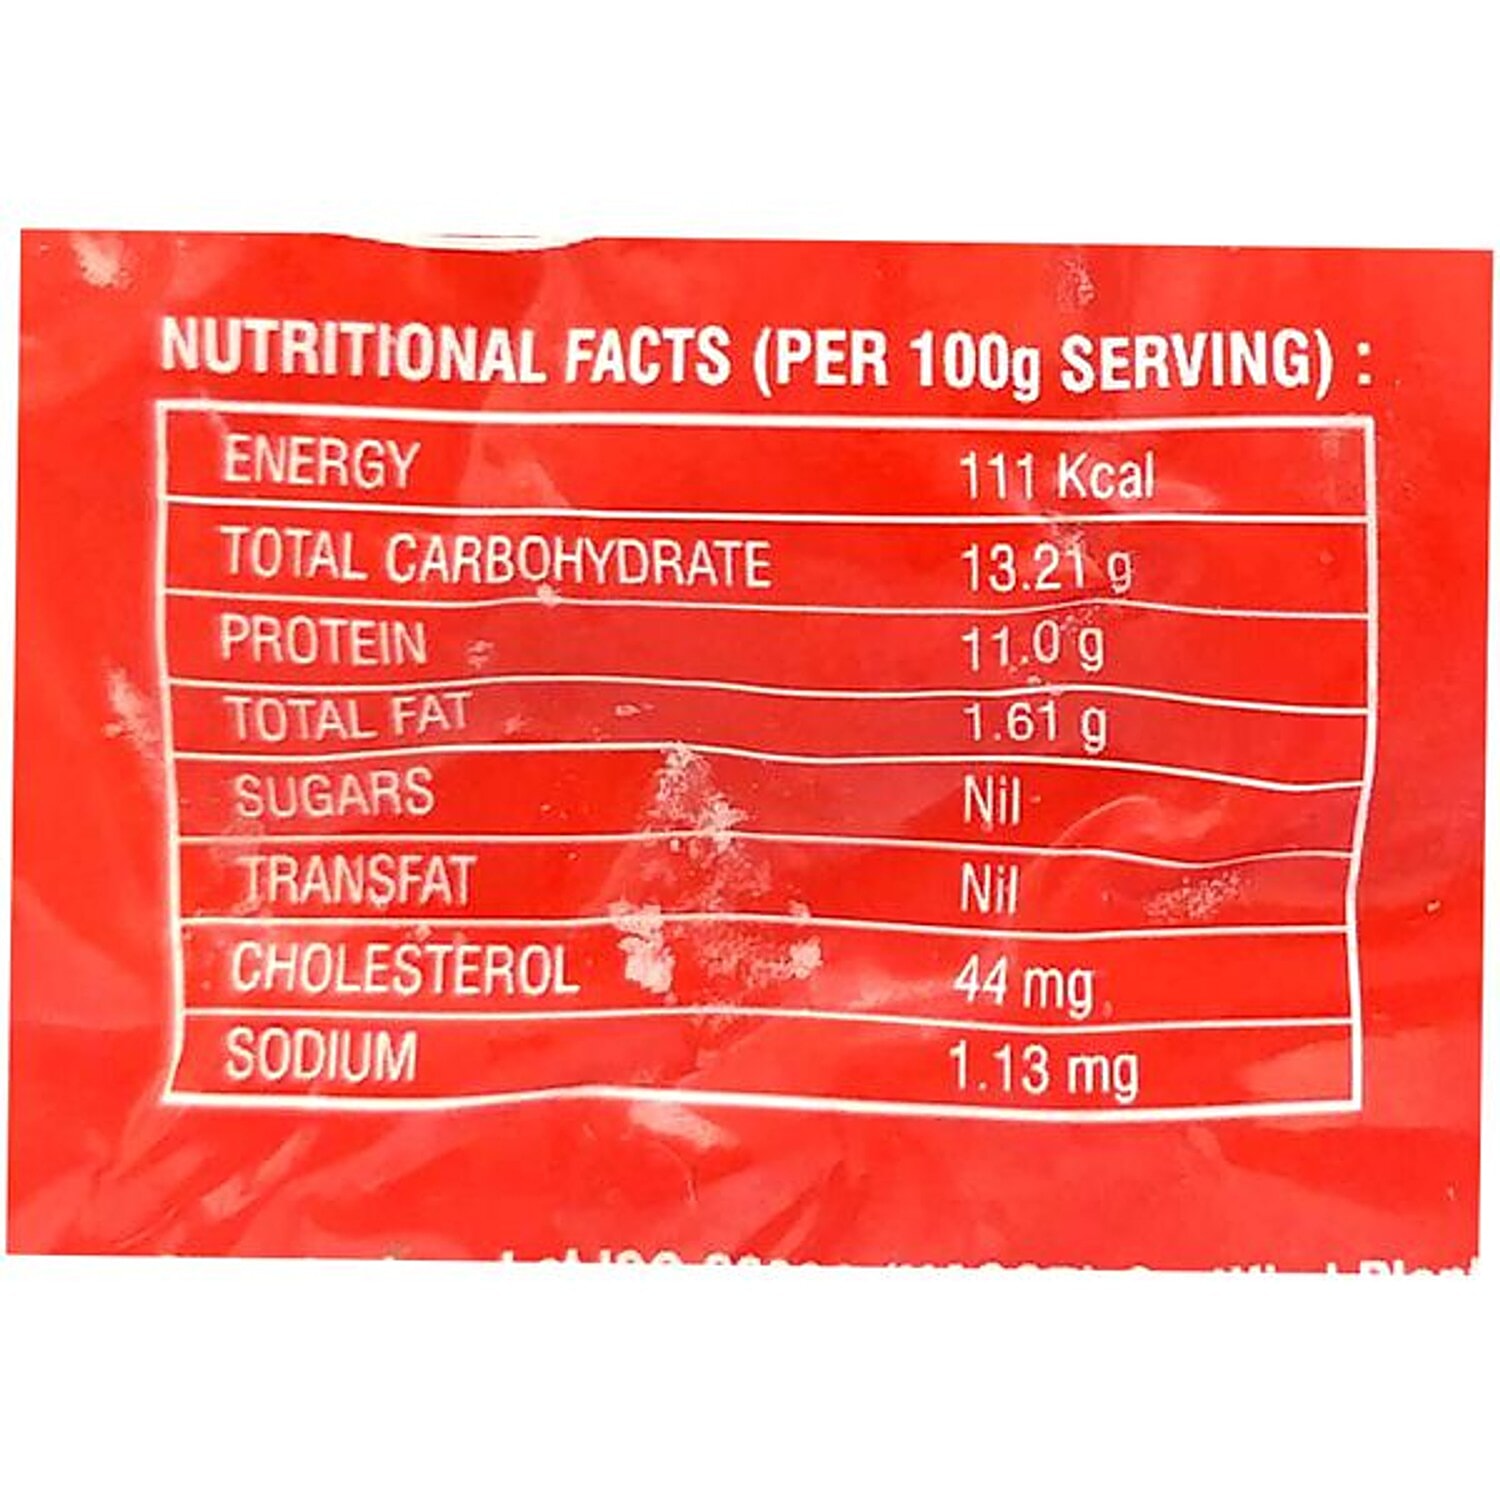 NUTRITIONAL FACTS (PER 100g SERVING) :
ENERGY 111 Kcal
TOTAL CARBOHYDRATE 13.21 g
PROTEIN 11.0 g
TOTAL FAT 1.61 g
SUGARS Nil
TRANSFAT Nil
CHOLESTEROL 44 mg
SODIUM 1.13 mg